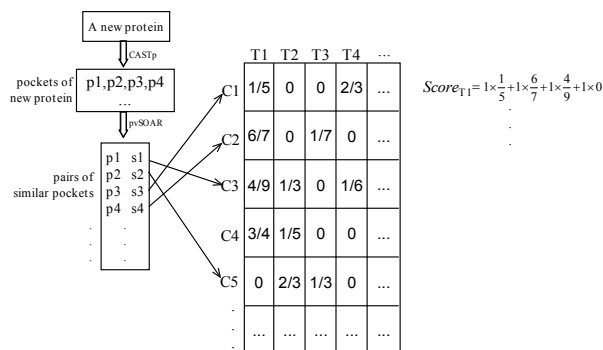 A new protein
CASTp
pockets of
new protein
p1,p2,p3,p4
...
pvSOAR
pairs of
similar pockets
p1 s1
p2 s2
p3 s3
p4 s4
. .
. .
. .
T1 T2 T3 T4 ...
C1 1/5 0 0 2/3 ...
C2 6/7 0 1/7 0 ...
C3 4/9 1/3 0 1/6 ...
C4 3/4 1/5 0 0 ...
C5 0 2/3 1/3 0 ...
... ... ... ... ...
.
.
.
Score_{T1} = 1×1/5+1×6/7+1×4/9+1×0
.
.
.